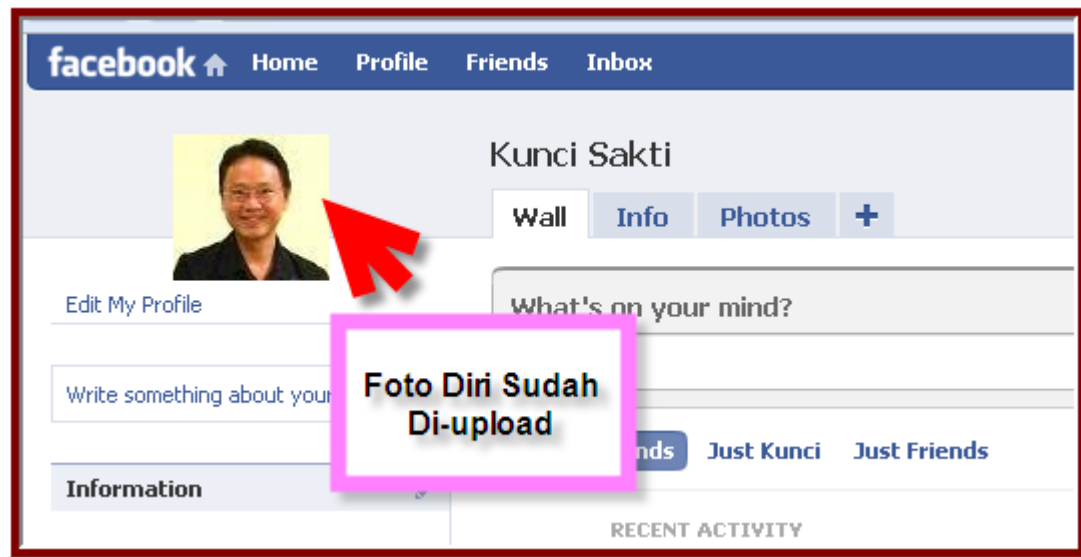 facebook Home Profile Friends Inbox
Kunci Sakti
Wall Info Photos +
Edit My Profile
What's on your mind?
Write something about your
Foto Diri Sudah
Di-upload
Just Kunci Just Friends
Information
RECENT ACTIVITY